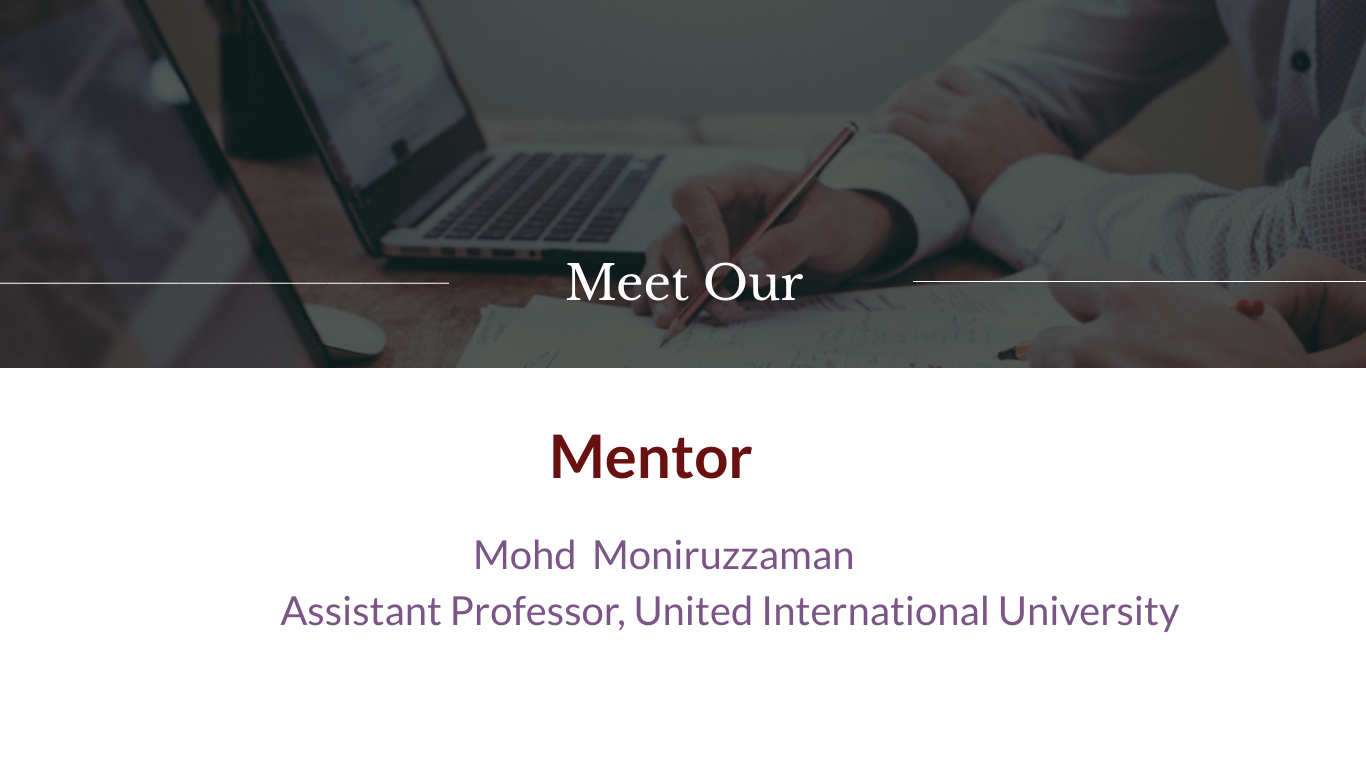 Meet Our
Mentor
Mohd  Moniruzzaman
Assistant Professor, United International University